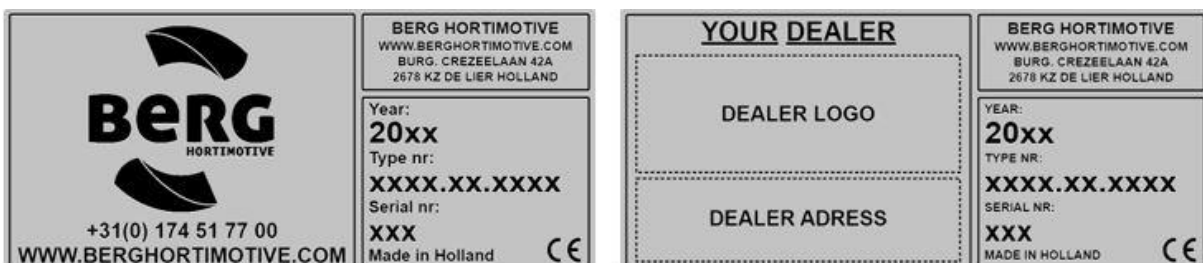 BERG
HORTIMOTIVE
+31(0) 174 51 77 00
WWW.BERGHORTIMOTIVE.COM
BERG HORTIMOTIVE
WWW.BERGHORTIMOTIVE.COM
BURG. CREZEELAAN 42A
2678 KZ DE LIER HOLLAND
Year:
20xx
Type nr:
xxxx.xx.xxxx
Serial nr:
xxx
Made in Holland CE
YOUR DEALER
DEALER LOGO
DEALER ADRESS
BERG HORTIMOTIVE
WWW.BERGHORTIMOTIVE.COM
BURG. CREZEELAAN 42A
2678 KZ DE LIER HOLLAND
YEAR:
20xx
TYPE NR:
xxxx.xx.xxxx
SERIAL NR:
xxx
MADE IN HOLLAND CE